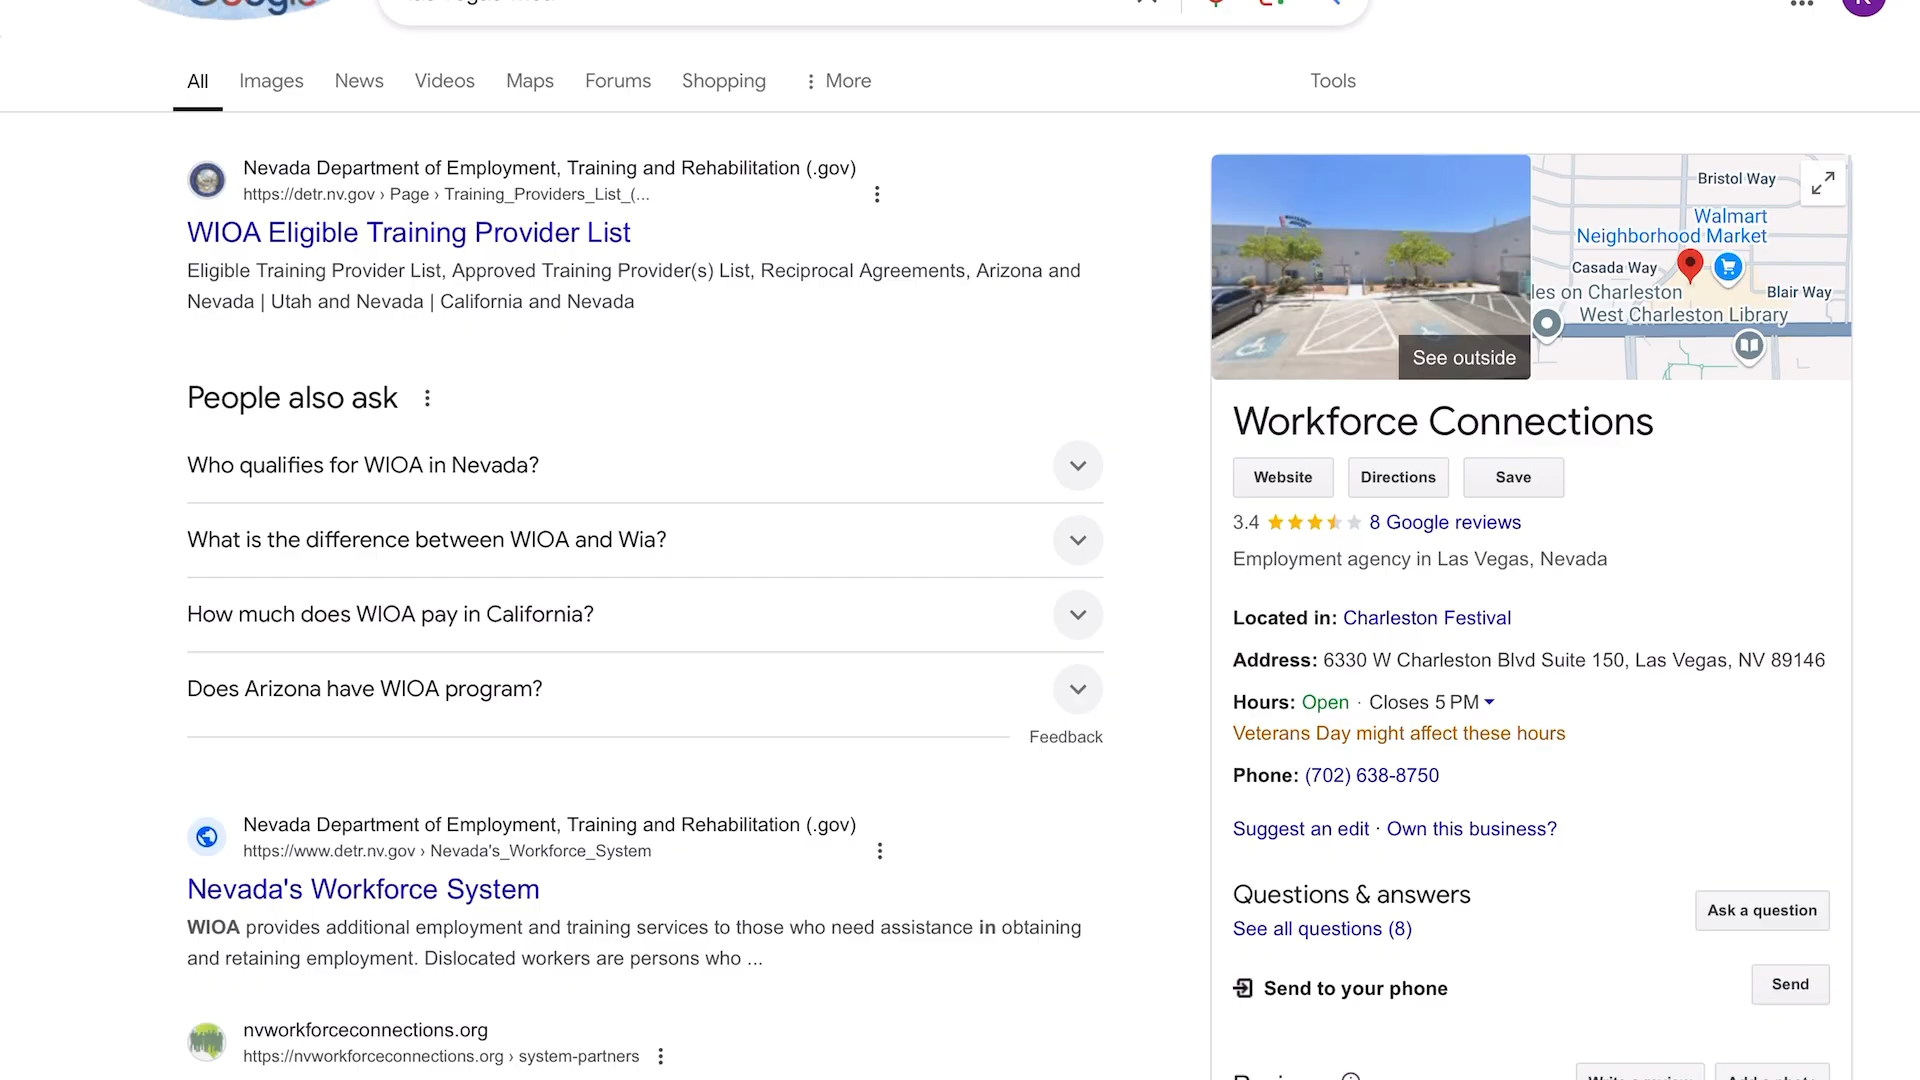 All
Images
News
Videos
Maps
Forums
Shopping
More
Tools
Nevada Department of Employment, Training and Rehabilitation (.gov)
https://detr.nv.gov › Page › Training_Providers_List_(...
WIOA Eligible Training Provider List
Eligible Training Provider List, Approved Training Provider(s) List, Reciprocal Agreements, Arizona and
Nevada | Utah and Nevada | California and Nevada
People also ask
Who qualifies for WIOA in Nevada?
What is the difference between WIOA and Wia?
How much does WIOA pay in California?
Does Arizona have WIOA program?
Feedback
Nevada Department of Employment, Training and Rehabilitation (.gov)
https://www.detr.nv.gov › Nevada's_Workforce_System
Nevada's Workforce System
WIOA provides additional employment and training services to those who need assistance in obtaining
and retaining employment. Dislocated workers are persons who ...
nvworkforceconnections.org
https://nvworkforceconnections.org › system-partners
See outside
Bristol Way
Walmart
Neighborhood Market
Casada Way
les on Charleston
Blair Way
West Charleston Library
Workforce Connections
Website
Directions
Save
3.4
8 Google reviews
Employment agency in Las Vegas, Nevada
Located in: Charleston Festival
Address: 6330 W Charleston Blvd Suite 150, Las Vegas, NV 89146
Hours: Open · Closes 5 PM
Veterans Day might affect these hours
Phone: (702) 638-8750
Suggest an edit · Own this business?
Questions & answers
See all questions (8)
Ask a question
Send to your phone
Send